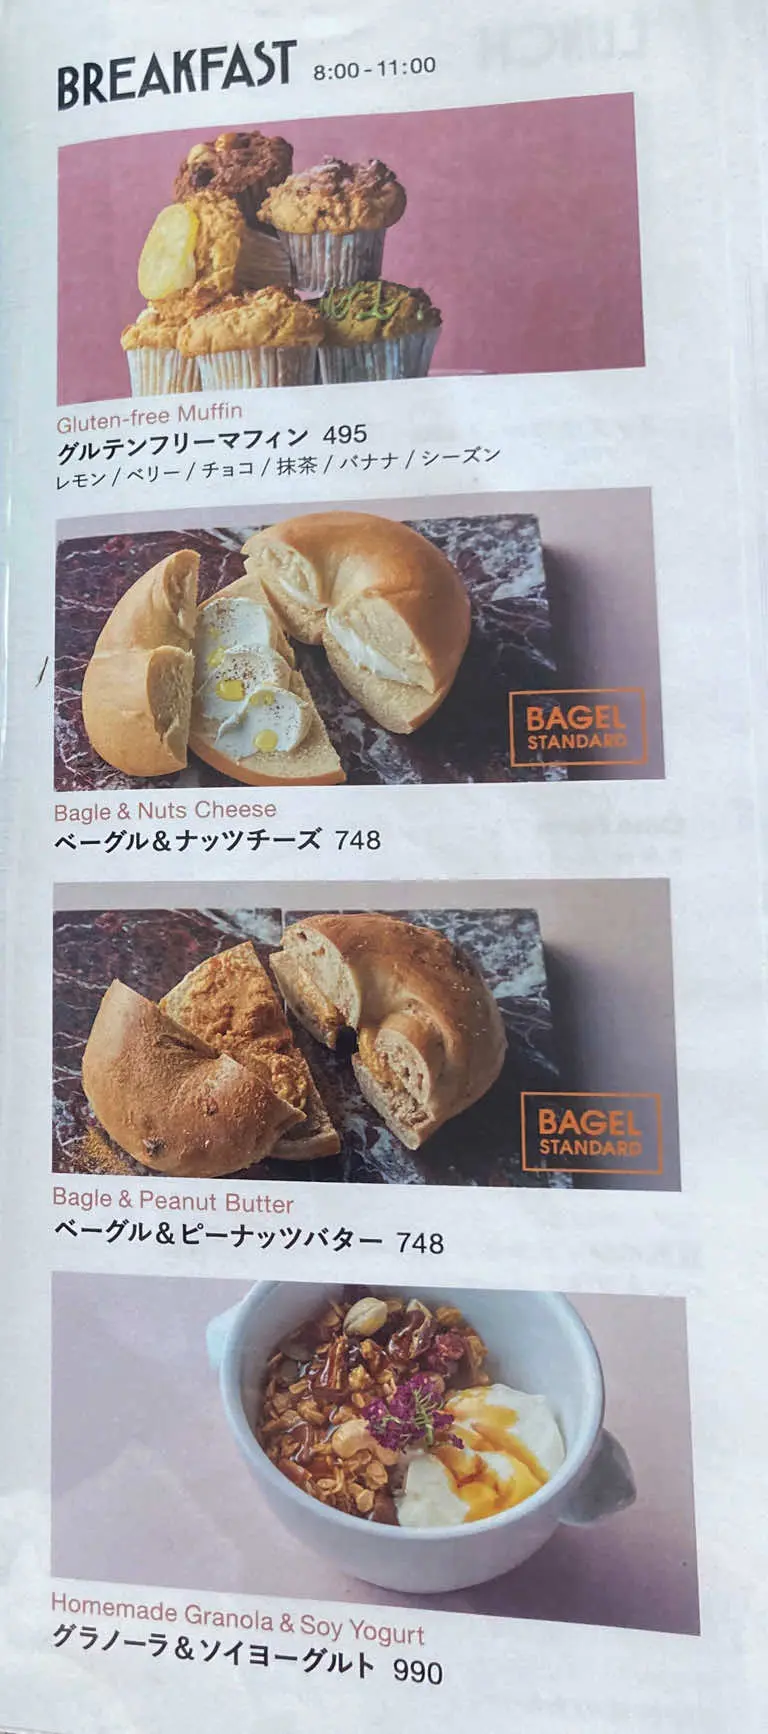 BREAKFAST 8:00-11:00
Gluten-free Muffin
グルテンフリーマフィン 495
レモン / ベリー / チョコ / 抹茶 / バナナ / シーズン
BAGEL
STANDARD
Bagle & Nuts Cheese
ベーグル&ナッツチーズ 748
BAGEL
STANDARD
Bagle & Peanut Butter
ベーグル&ピーナッツバター 748
Homemade Granola & Soy Yogurt
グラノーラ&ソイヨーグルト 990